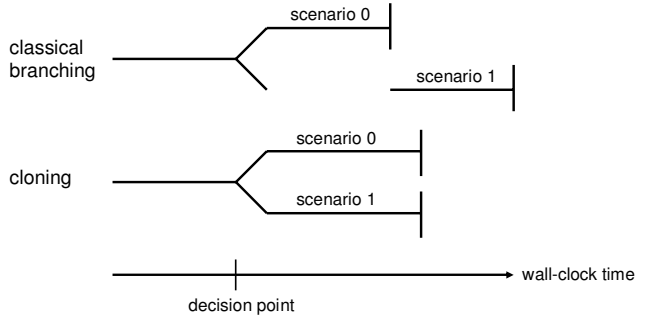 scenario 0
classical
branching
scenario 1
scenario 0
cloning
scenario 1
wall-clock time
decision point